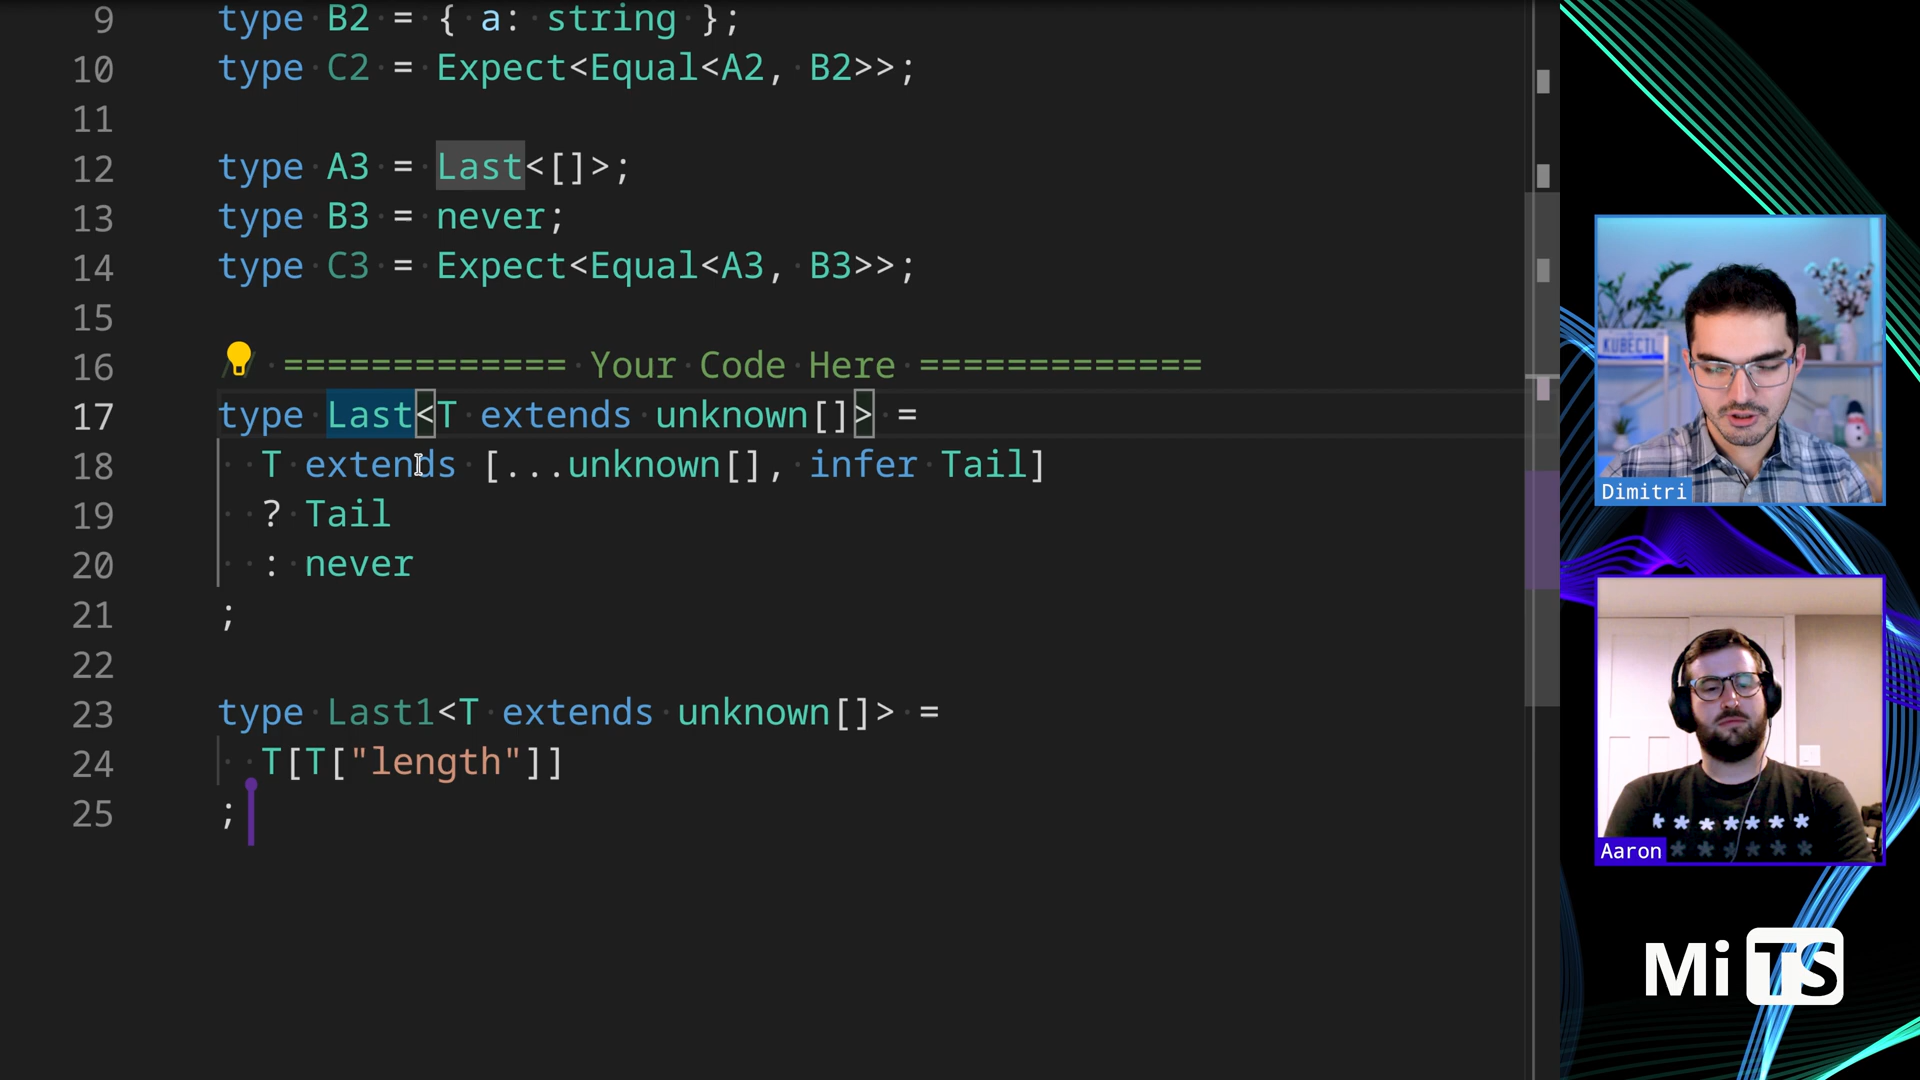 9 type B2 = { a: string };
10 type C2 = Expect<Equal<A2, B2>>;
11
12 type A3 = Last<[]>;
13 type B3 = never;
14 type C3 = Expect<Equal<A3, B3>>;
15
16 / ============= Your Code Here =============
17 type Last<T extends unknown[]> =
18 T extends [...unknown[], infer Tail]
19 ? Tail
20 : never
21 ;
22
23 type Last1<T extends unknown[]> =
24 T[T["length"]]
25 ;
KUBECTL
Dimitri
*******
*******
Aaron
MiTS